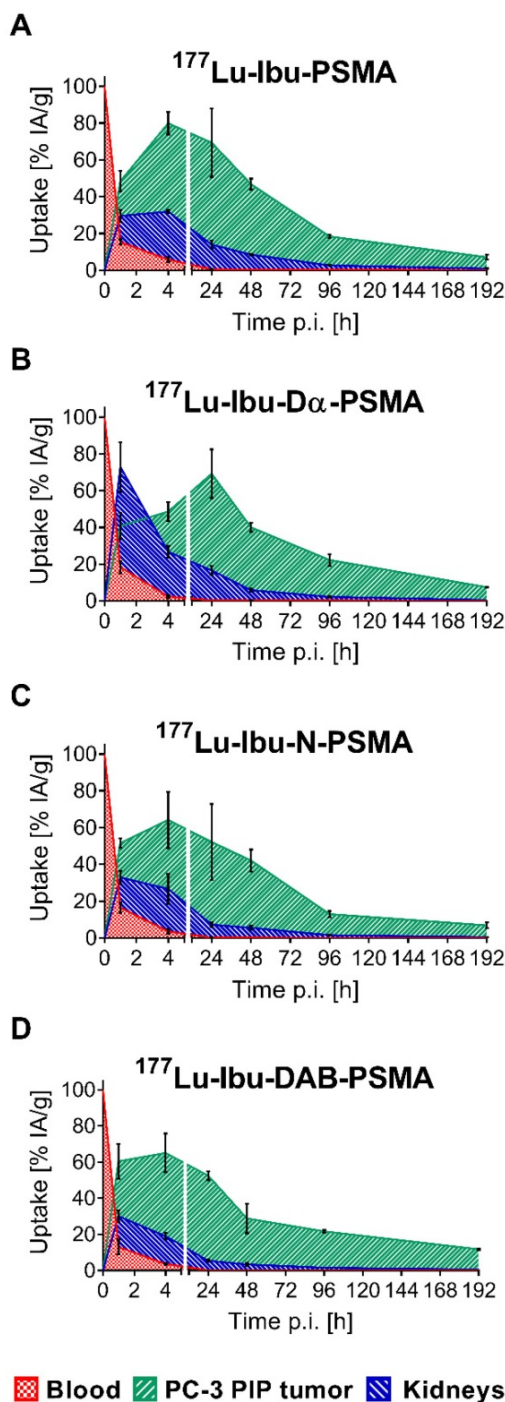 A
¹⁷⁷Lu-Ibu-PSMA
Uptake [% IA/g]
100
80
60
40
20
0
0 2 4 24 48 72 96 120 144 168 192
Time p.i. [h]
B
¹⁷⁷Lu-Ibu-Dα-PSMA
Uptake [% IA/g]
100
80
60
40
20
0
0 2 4 24 48 72 96 120 144 168 192
Time p.i. [h]
C
¹⁷⁷Lu-Ibu-N-PSMA
Uptake [% IA/g]
100
80
60
40
20
0
0 2 4 24 48 72 96 120 144 168 192
Time p.i. [h]
D
¹⁷⁷Lu-Ibu-DAB-PSMA
Uptake [% IA/g]
100
80
60
40
20
0
0 2 4 24 48 72 96 120 144 168 192
Time p.i. [h]
Blood PC-3 PIP tumor Kidneys